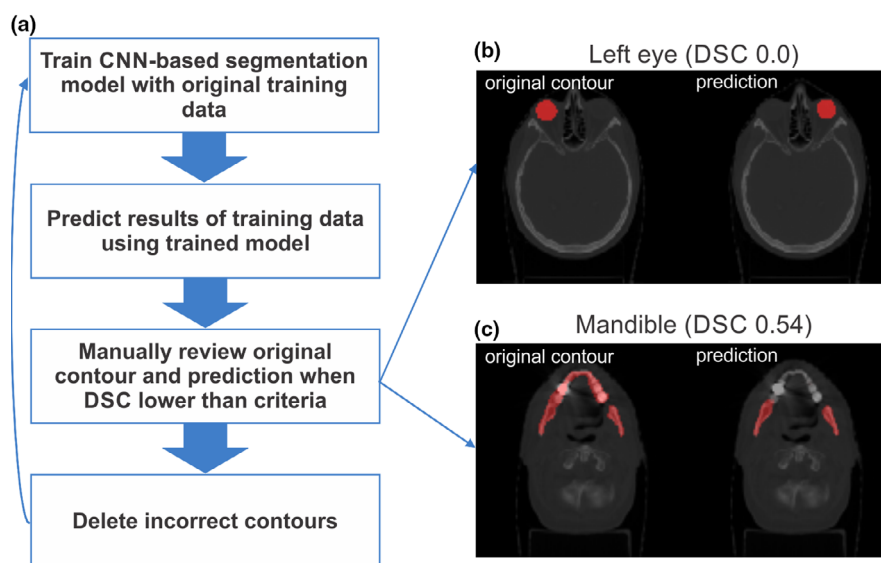 (a)
Train CNN-based segmentation
model with original training
data
Predict results of training data
using trained model
Manually review original
contour and prediction when
DSC lower than criteria
Delete incorrect contours
(b)
Left eye (DSC 0.0)
original contour
prediction
(c)
Mandible (DSC 0.54)
original contour
prediction